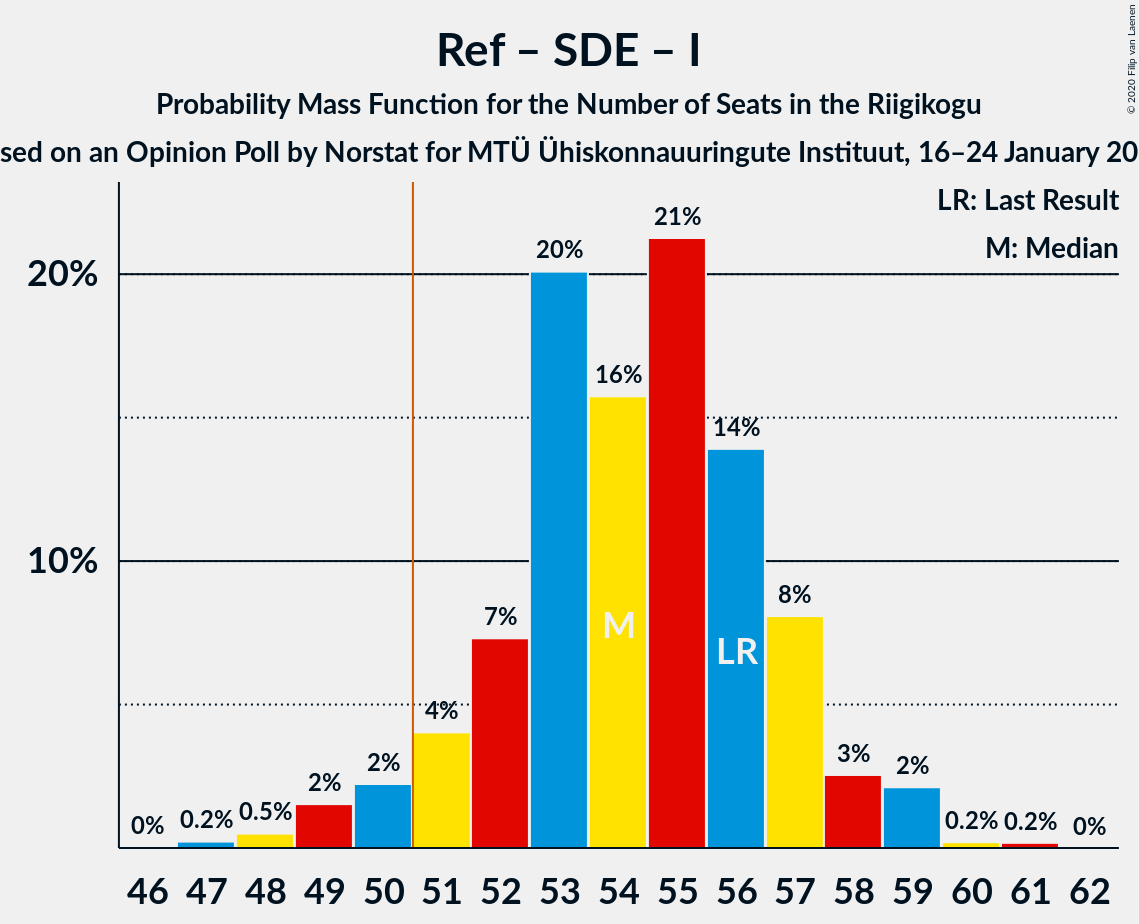 Ref – SDE – I
Probability Mass Function for the Number of Seats in the Riigikogu
sed on an Opinion Poll by Norstat for MTÜ Ühiskonnauuringute Instituut, 16–24 January 20
© 2020 Filip van Laenen
LR: Last Result
M: Median
20%
10%
0% 0.2% 0.5% 2% 2% 4% 7% 20% 16% 21% 14% 8% 3% 2% 0.2% 0.2% 0%
M
LR
46 47 48 49 50 51 52 53 54 55 56 57 58 59 60 61 62